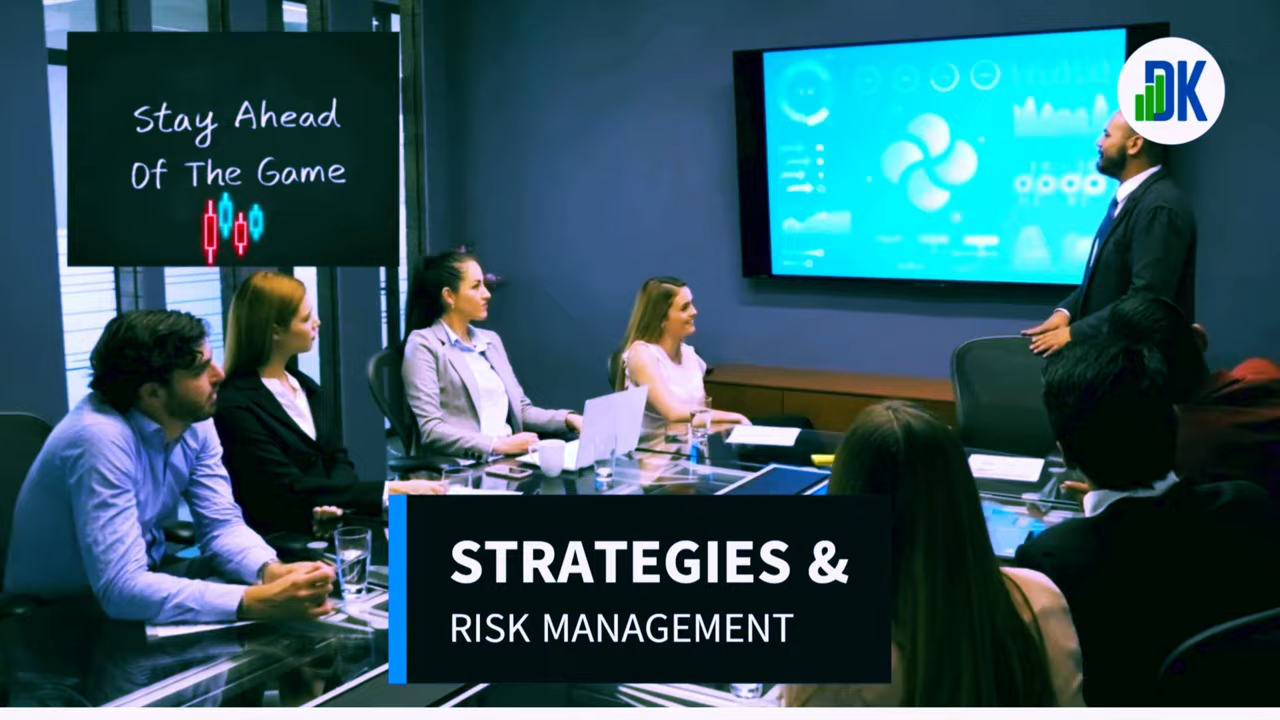 Stay Ahead
Of The Game
DK
STRATEGIES &
RISK MANAGEMENT